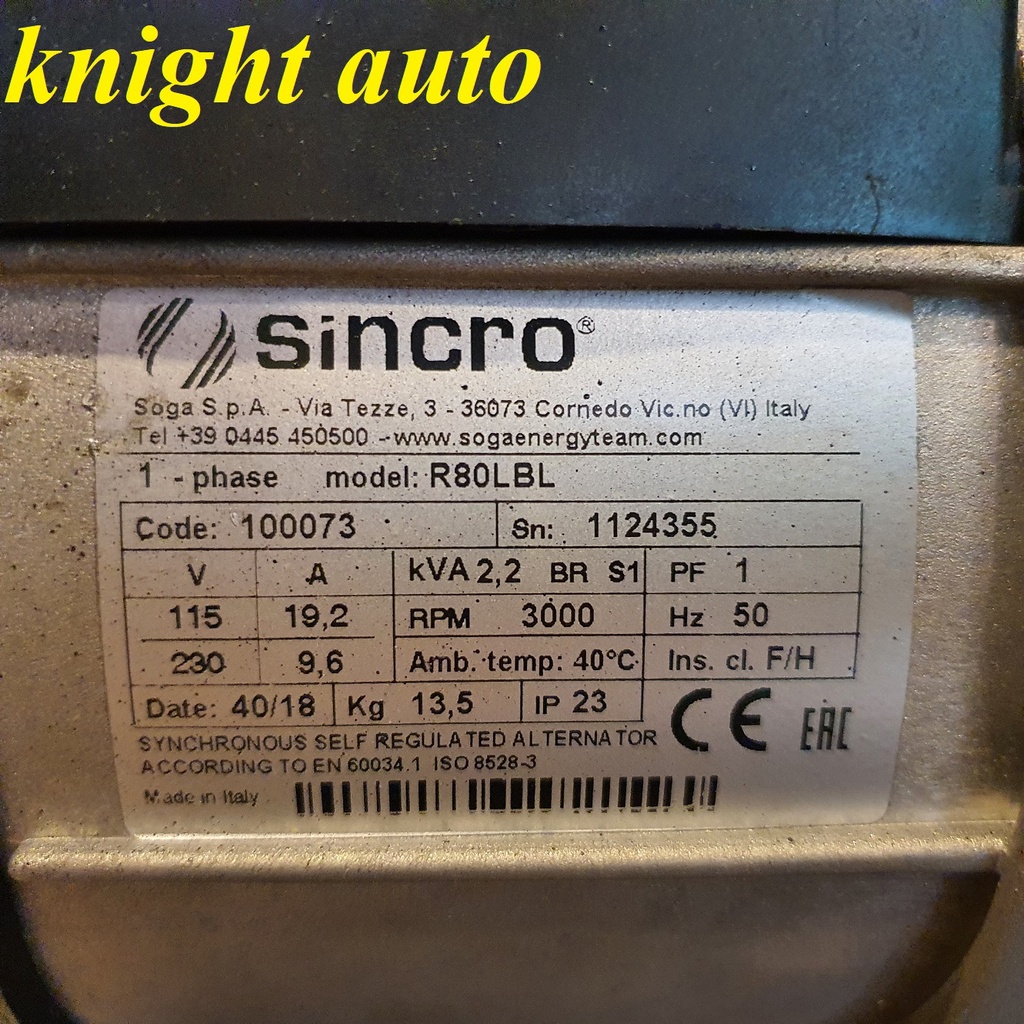 knight auto
sincro®
Soga S.p.A. - Via Tezze, 3 - 36073 Cornedo Vic.no (VI) Italy
Tel +39 0445 450500 - www.sogaenergyteam.com
1 - phase model: R80LBL
Code: 100073 Sn: 1124355
V A kVA 2,2 BR S1 PF 1
115 19,2 RPM 3000 Hz 50
230 9,6 Amb. temp: 40°C Ins. cl. F/H
Date: 40/18 Kg 13,5 IP 23 CE EAC
SYNCHRONOUS SELF REGULATED ALTERNATOR
ACCORDING TO EN 60034.1 ISO 8528-3
Made in Italy